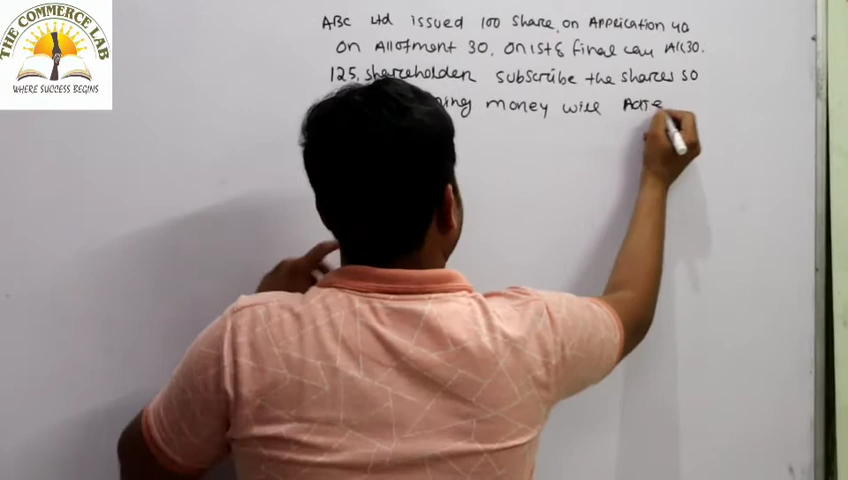 THE COMMERCE LAB
WHERE SUCCESS BEGINS
ABC Ltd issued 100 Share, on Application 40
on Allotment 30, on 1st & final call All 30.
125, shareholder subscribe the shares so
money will